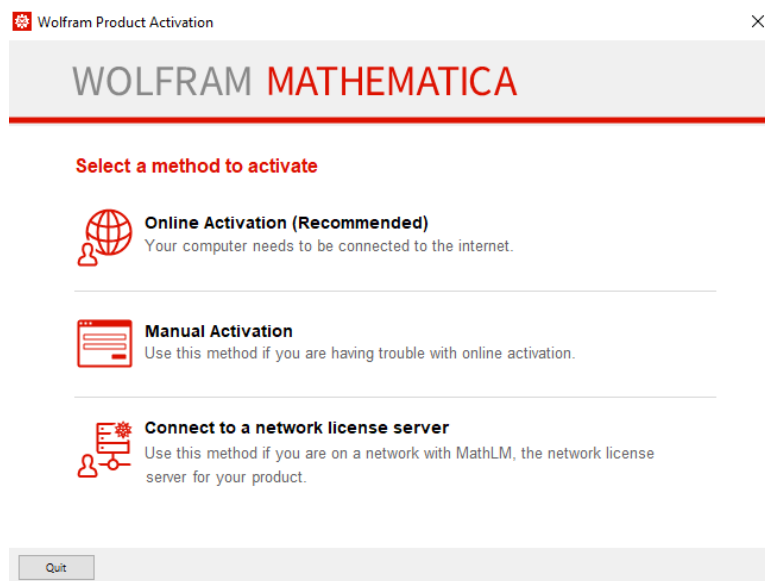 Wolfram Product Activation
WOLFRAM MATHEMATICA
Select a method to activate
Online Activation (Recommended)
Your computer needs to be connected to the internet.
Manual Activation
Use this method if you are having trouble with online activation.
Connect to a network license server
Use this method if you are on a network with MathLM, the network license
server for your product.
Quit